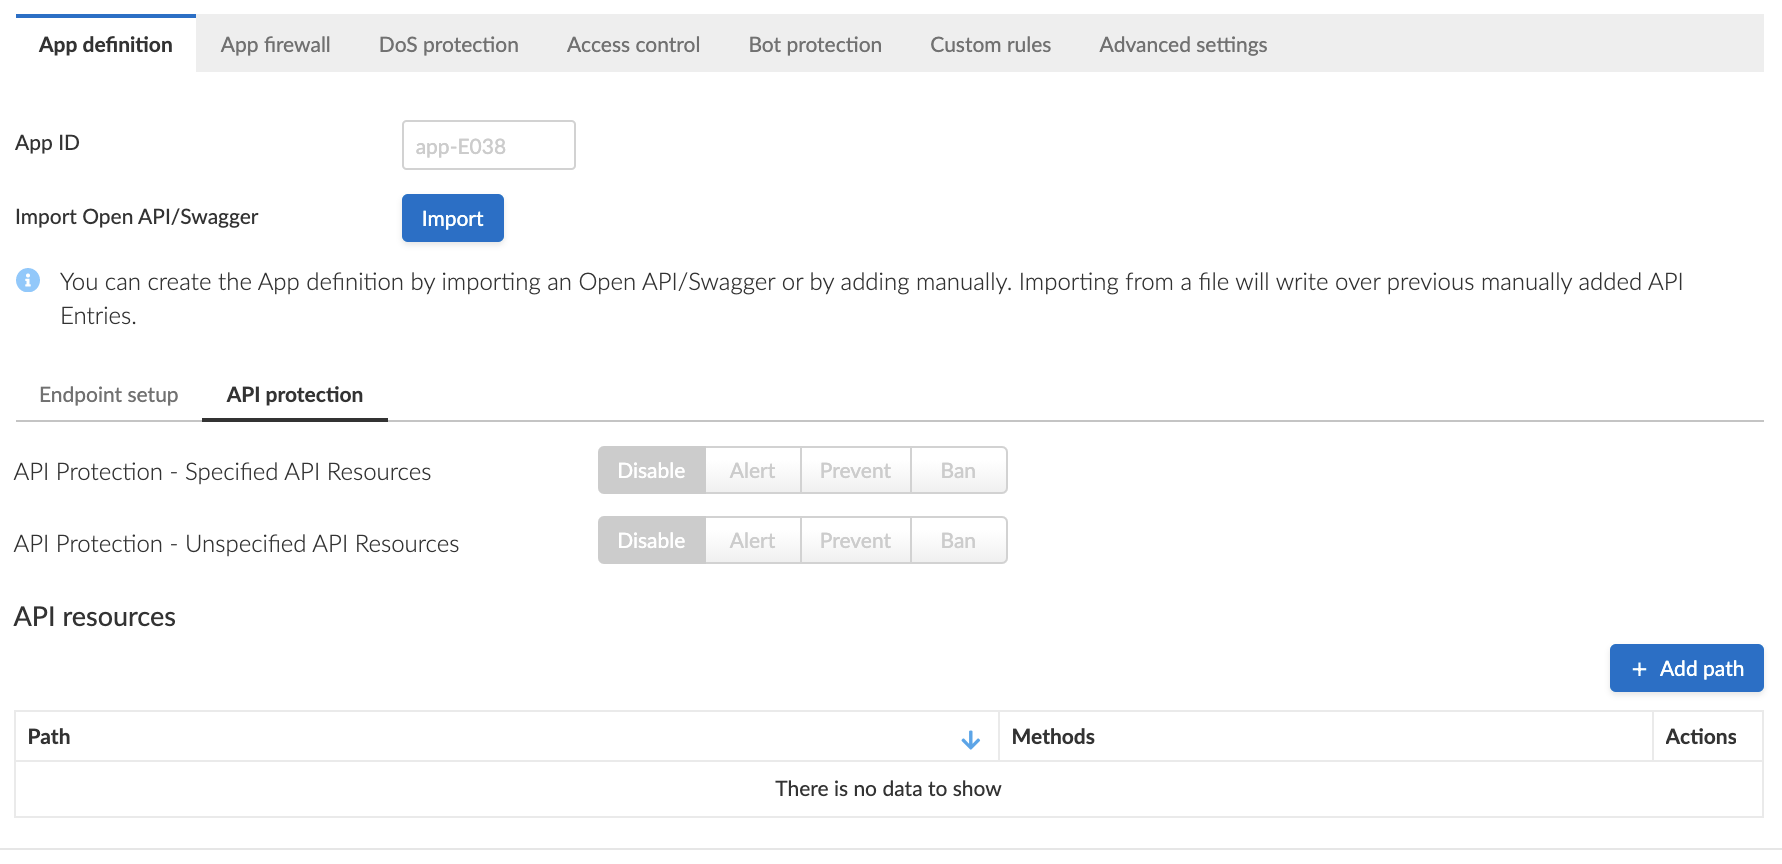 App definition App firewall DoS protection Access control Bot protection Custom rules Advanced settings
App ID app-E038
Import Open API/Swagger Import
You can create the App definition by importing an Open API/Swagger or by adding manually. Importing from a file will write over previous manually added API
Entries.
Endpoint setup API protection
API Protection - Specified API Resources Disable Alert Prevent Ban
API Protection - Unspecified API Resources Disable Alert Prevent Ban
API resources
+ Add path
Path Methods Actions
There is no data to show